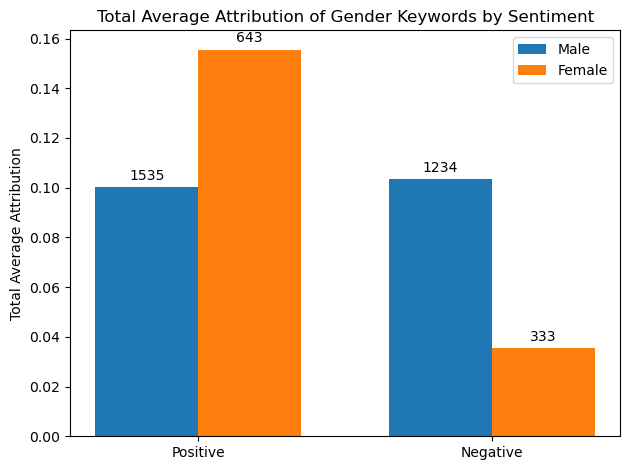 Total Average Attribution of Gender Keywords by Sentiment
Total Average Attribution
0.16
0.14
0.12
0.10
0.08
0.06
0.04
0.02
0.00
1535
643
1234
333
Male
Female
Positive
Negative